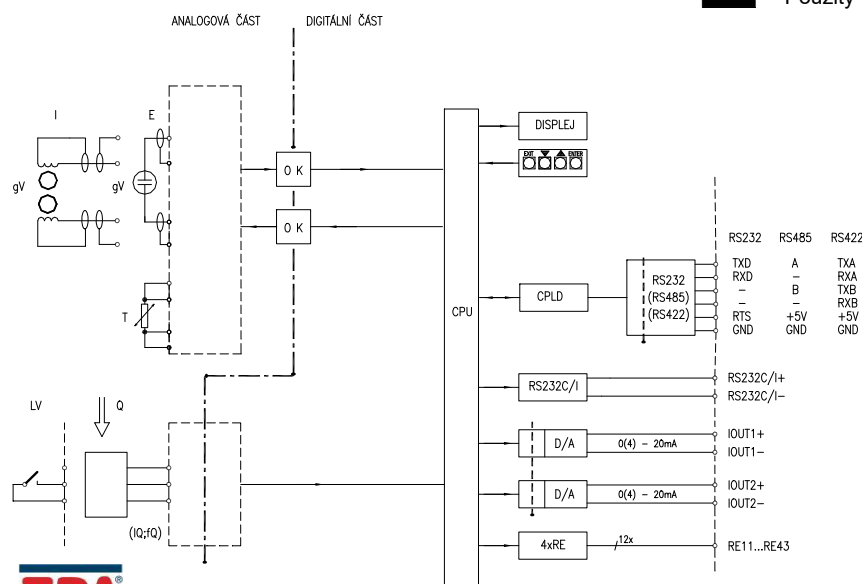 Použity
ANALOGOVÁ ČÁST DIGITÁLNÍ ČÁST
I E
gV gV
T
O K
O K
CPU
DISPLEJ
EXIT ENTER
CPLD
RS232
(RS485)
(RS422)
RS232 RS485 RS422
TXD A TXA
RXD – RXA
– B TXB
– – RXB
RTS +5V +5V
GND GND GND
RS232C/I
RS232C/I+
RS232C/I–
D/A 0(4) – 20mA
IOUT1+
IOUT1–
D/A 0(4) – 20mA
IOUT2+
IOUT2–
4xRE 12x RE11...RE43
LV Q
(IQ;fQ)